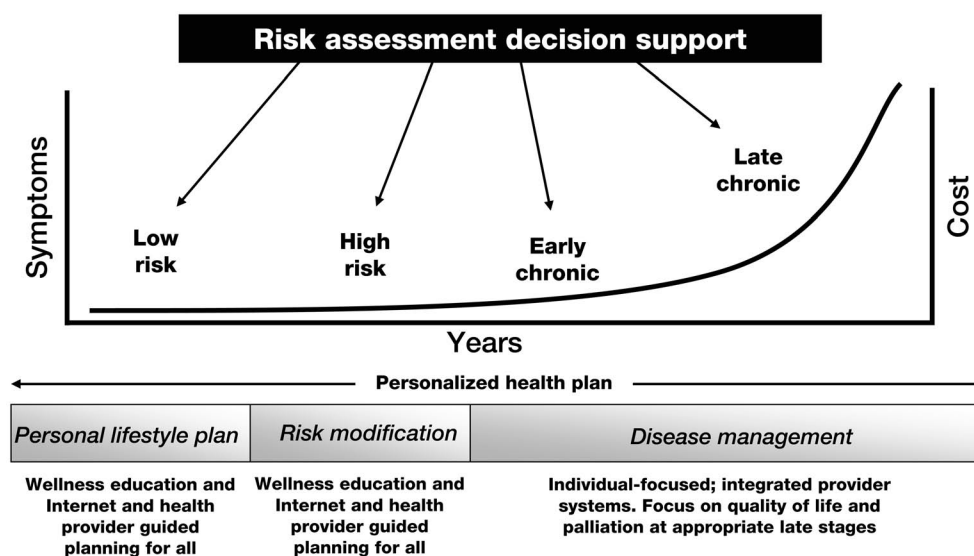 Risk assessment decision support
Symptoms
Cost
Low
risk
High
risk
Early
chronic
Late
chronic
Years
Personalized health plan
Personal lifestyle plan
Risk modification
Disease management
Wellness education and
Internet and health
provider guided
planning for all
Wellness education and
Internet and health
provider guided
planning for all
Individual-focused; integrated provider
systems. Focus on quality of life and
palliation at appropriate late stages